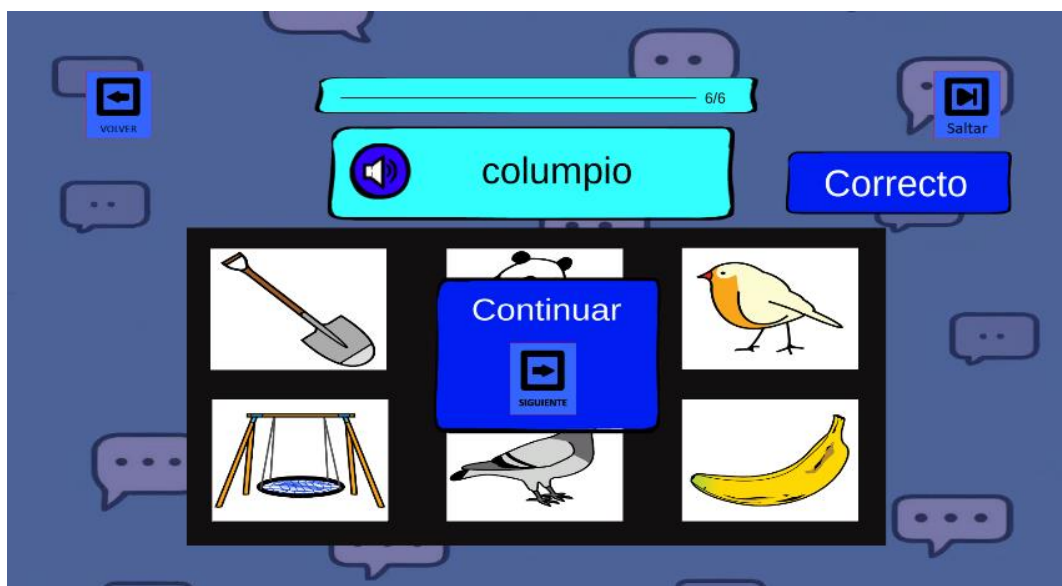 6/6
VOLVER
Saltar
columpio
Correcto
Continuar
SIGUIENTE